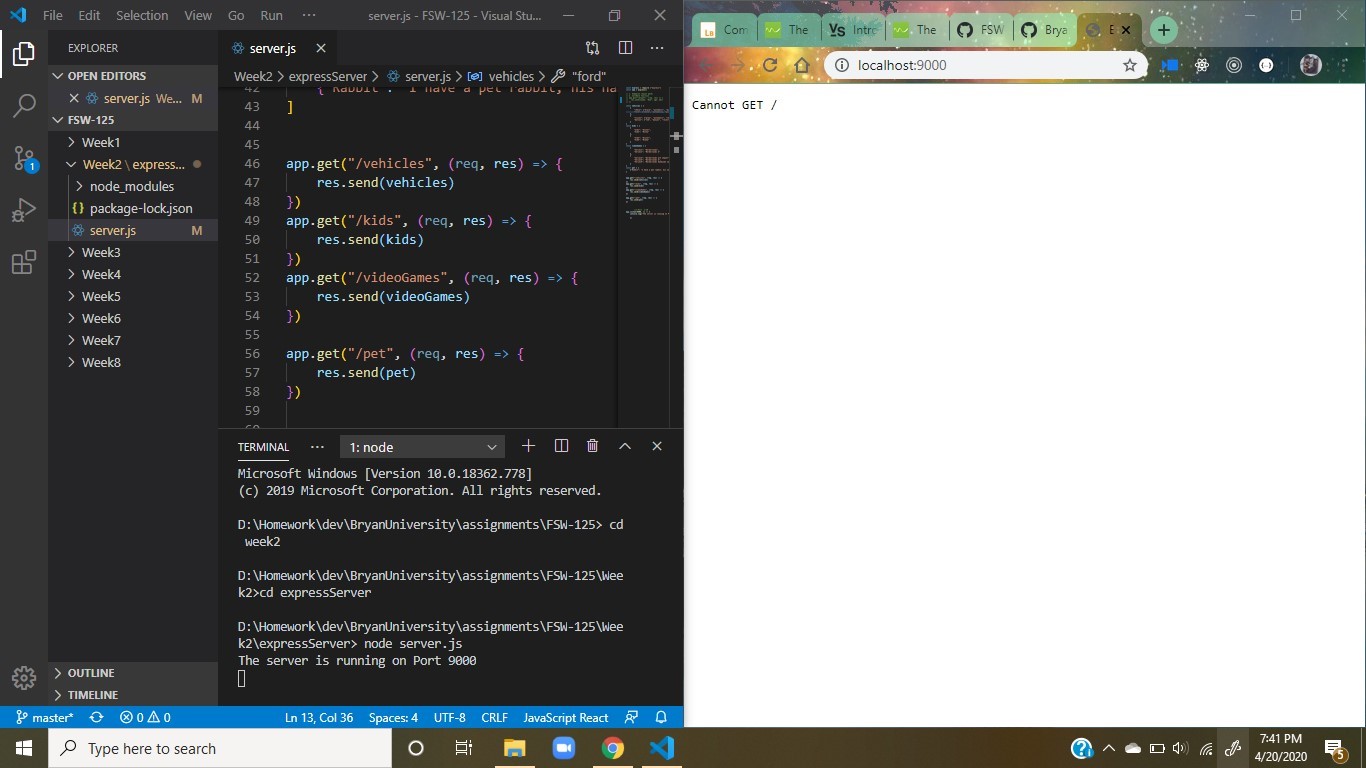 File Edit Selection View Go Run ··· server.js - FSW-125 - Visual Stu...
EXPLORER
OPEN EDITORS
server.js We... M
FSW-125
Week1
Week2 \ express...
node_modules
package-lock.json
server.js M
Week3
Week4
Week5
Week6
Week7
Week8
OUTLINE
TIMELINE
1
server.js
Week2 > expressServer > server.js > vehicles > "ford"
42 { "Rabbit": "I have a pet rabbit, his na
43 ]
44
45
46 app.get("/vehicles", (req, res) => {
47 res.send(vehicles)
48 })
49 app.get("/kids", (req, res) => {
50 res.send(kids)
51 })
52 app.get("/videoGames", (req, res) => {
53 res.send(videoGames)
54 })
55
56 app.get("/pet", (req, res) => {
57 res.send(pet)
58 })
59
60
TERMINAL ··· 1: node
Microsoft Windows [Version 10.0.18362.778]
(c) 2019 Microsoft Corporation. All rights reserved.
D:\Homework\dev\BryanUniversity\assignments\FSW-125> cd
week2
D:\Homework\dev\BryanUniversity\assignments\FSW-125\Wee
k2>cd expressServer
D:\Homework\dev\BryanUniversity\assignments\FSW-125\Wee
k2\expressServer> node server.js
The server is running on Port 9000
master* 0 0 Ln 13, Col 36 Spaces: 4 UTF-8 CRLF JavaScript React
Com The Intro The FSW Brya E
localhost:9000
Cannot GET /
Type here to search
7:41 PM
4/20/2020
5